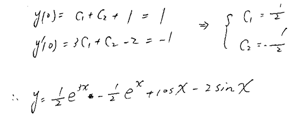 y(0) = C₁ + C₂ + 1 = 1 ⇒ { C₁ = 1/2
y'(0) = 3C₁ + C₂ - 2 = -1 C₂ = -1/2
∴ y = 1/2 e^{3x} - 1/2 e^x + cos x - 2 sin x